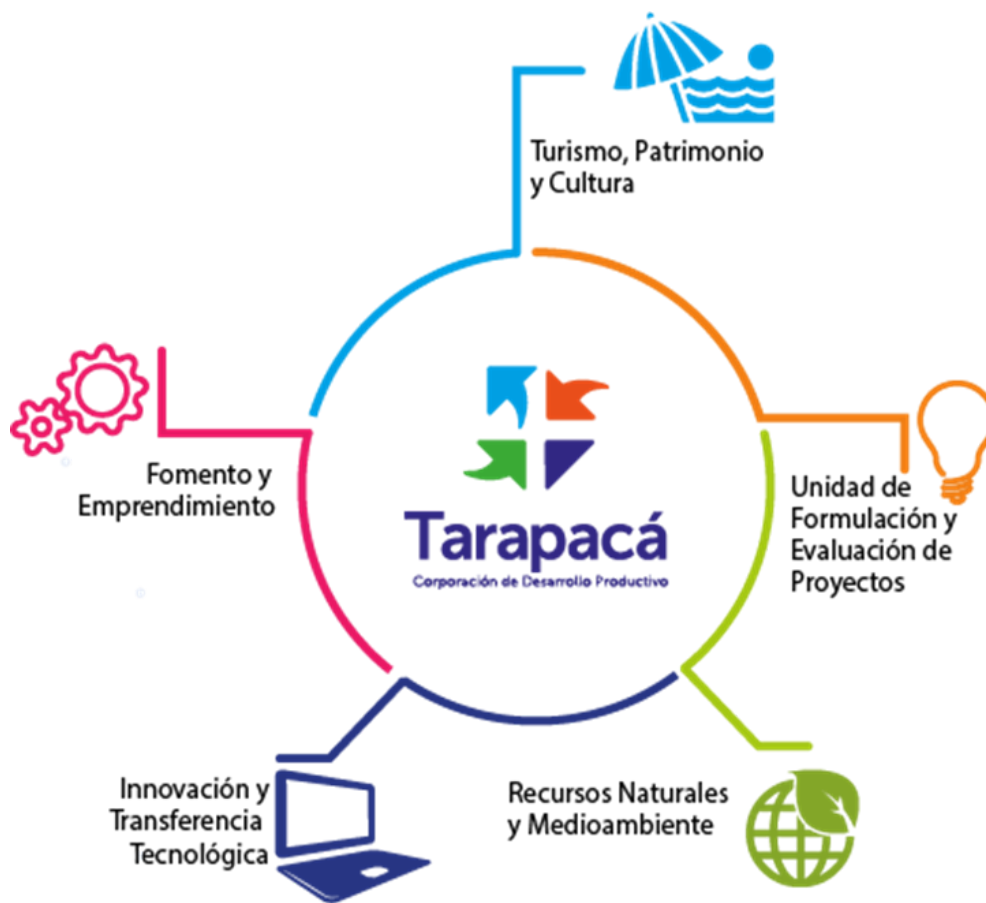 Turismo, Patrimonio
y Cultura
Fomento y
Emprendimiento
Unidad de
Formulación y
Evaluación de
Proyectos
Tarapacá
Corporación de Desarrollo Productivo
Innovación y
Transferencia
Tecnológica
Recursos Naturales
y Medioambiente